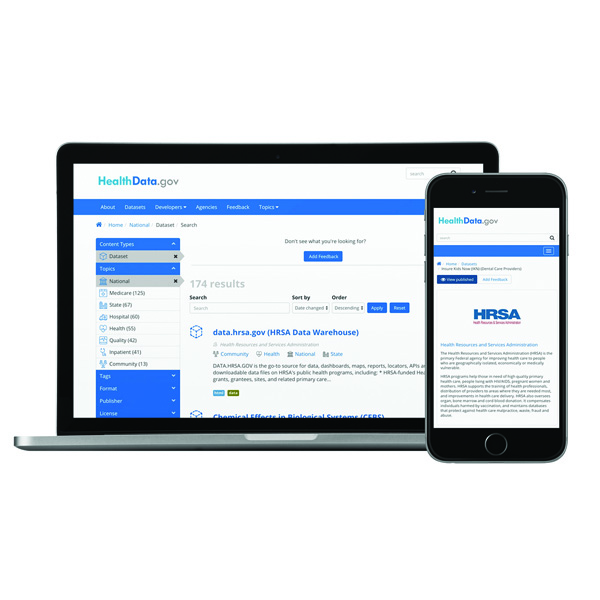 HealthData.gov
search
About Datasets Developers Agencies Feedback Topics
Home National Dataset Search
Content Types
Dataset
Topics
National
Medicare (125)
State (67)
Hospital (60)
Health (55)
Quality (42)
Inpatient (41)
Community (13)
Tags
Format
Publisher
License
Don't see what you're looking for?
Add Feedback
174 results
Search Sort by Order
Search Date changed Descending Apply Reset
data.hrsa.gov (HRSA Data Warehouse)
Health Resources and Services Administration
Community Health National State
DATA.HRSA.GOV is the go-to source for data, dashboards, maps, reports, locators, APIs a
downloadable data files on HRSA's public health programs, including: * HRSA-funded Hea
grants, grantees, sites, and related primary care...
data
Chemical Effects in Biological Systems (CEBS)
HealthData.gov
search
Home Datasets
Insure Kids Now (IKN) (Dental Care Providers)
View published Add Feedback
HRSA
Health Resources & Services Administration
Health Resources and Services Administration
The Health Resources and Services Administration (HRSA) is the
primary Federal agency for improving health care to people
who are geographically isolated, economically or medically
vulnerable.
HRSA programs help those in need of high quality primary
health care, people living with HIV/AIDS, pregnant women and
mothers. HRSA supports the training of health professionals,
distribution of providers to areas where they are needed most,
and improvements in health care delivery. HRSA also oversees
organ, bone marrow and cord blood donation. It compensates
individuals harmed by vaccination, and maintains databases
that protect against health care malpractice, waste, fraud and
abuse.